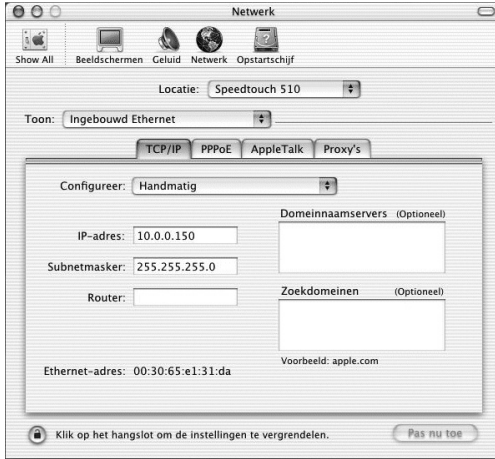 Netwerk
Show All Beeldschermen Geluid Netwerk Opstartschijf
Locatie: Speedtouch 510
Toon: Ingebouwd Ethernet
TCP/IP PPPoE AppleTalk Proxy's
Configureer: Handmatig
Domeinnaamservers (Optioneel)
IP-adres: 10.0.0.150
Subnetmasker: 255.255.255.0
Router:
Zoekdomeinen (Optioneel)
Voorbeeld: apple.com
Ethernet-adres: 00:30:65:e1:31:da
Klik op het hangslot om de instellingen te vergrendelen.
Pas nu toe